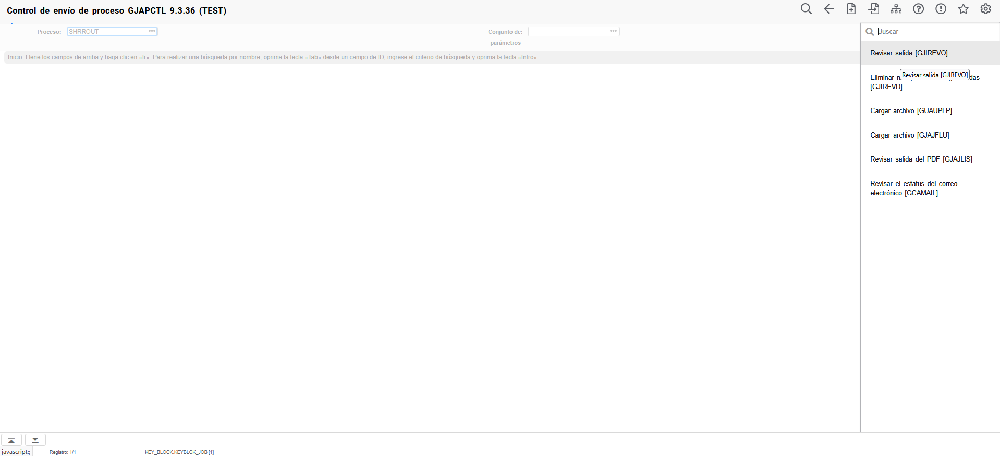 Control de envío de proceso GJAPCTL 9.3.36 (TEST)
Proceso: SHRROUT
Conjunto de:
parámetros
Inicio: Llene los campos de arriba y haga clic en «Ir». Para realizar una búsqueda por nombre, oprima la tecla «Tab» desde un campo de ID, ingrese el criterio de búsqueda y oprima la tecla «Intro».
Buscar
Revisar salida [GJIREVO]
Revisar salida [GJIREVO]
Eliminar
[GJIREVD]
Cargar archivo [GUAUPLP]
Cargar archivo [GJAJFLU]
Revisar salida del PDF [GJAJLIS]
Revisar el estatus del correo
electrónico [GCAMAIL]
javascript:;
Registro: 1/1
KEY_BLOCK.KEYBLCK_JOB [1]